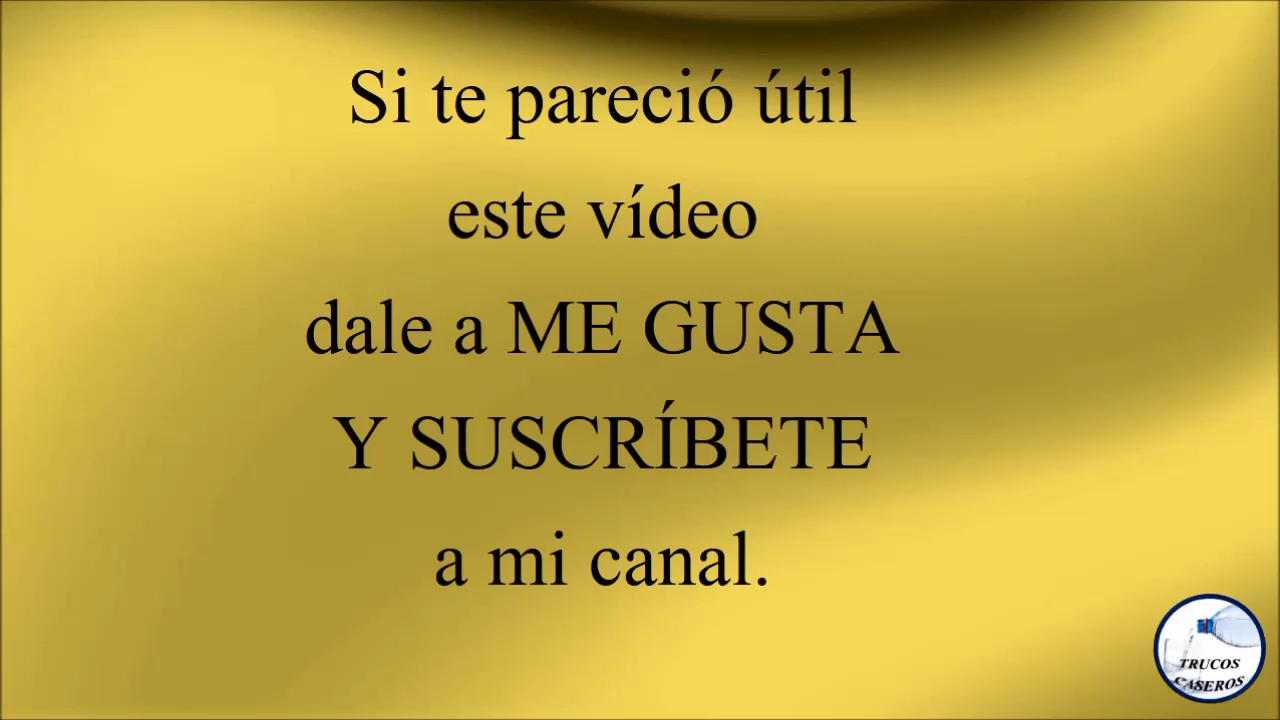 Si te pareció útil
este vídeo
dale a ME GUSTA
Y SUSCRÍBETE
a mi canal.
TRUCOS
CASEROS